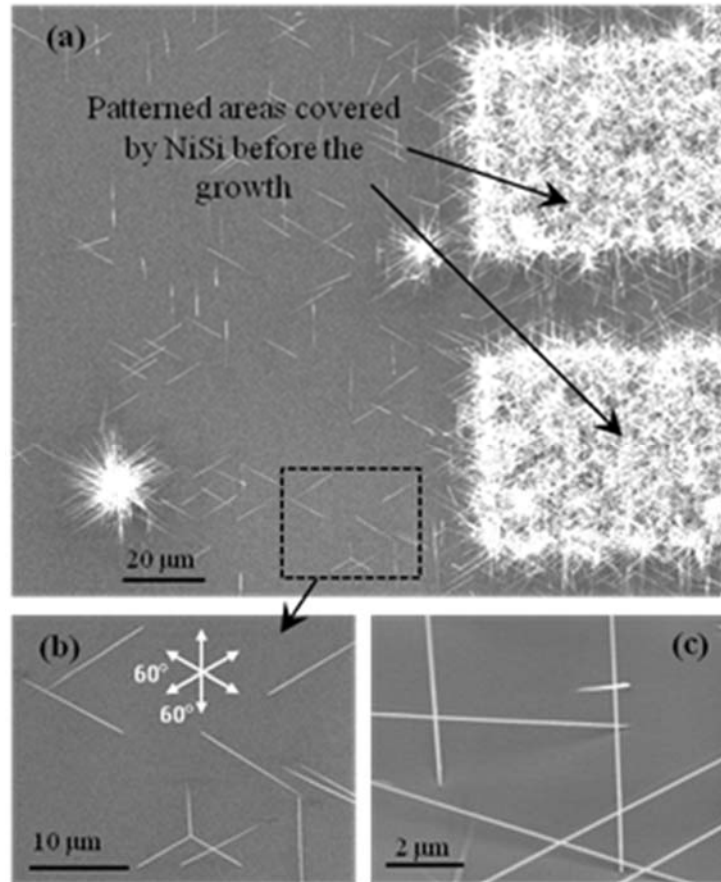 (a)
Patterned areas covered
by NiSi before the
growth
20 µm
(b)
60°
60°
10 µm
(c)
2 µm